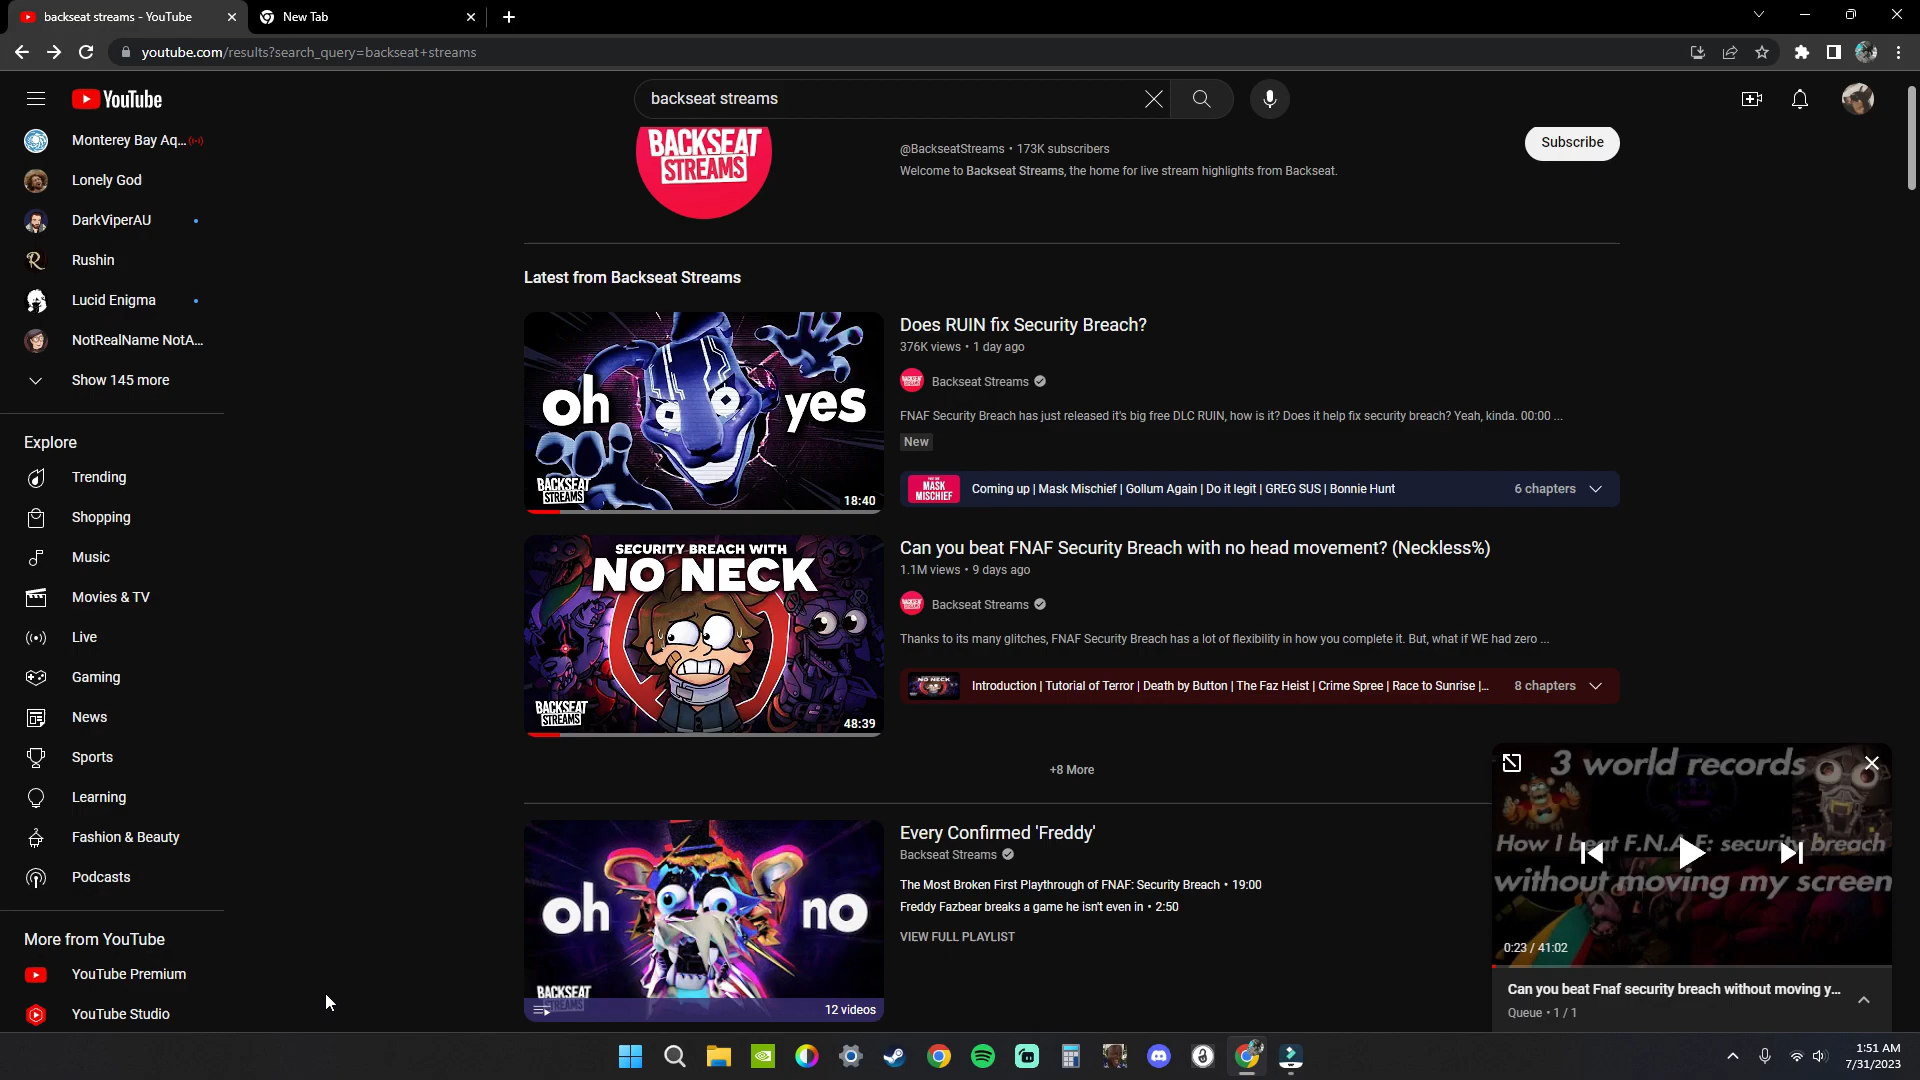 backseat streams - YouTube
New Tab
youtube.com/results?search_query=backseat+streams
YouTube
backseat streams
Monterey Bay Aq...
Lonely God
DarkViperAU
Rushin
Lucid Enigma
NotRealName NotA...
Show 145 more
Explore
Trending
Shopping
Music
Movies & TV
Live
Gaming
News
Sports
Learning
Fashion & Beauty
Podcasts
More from YouTube
YouTube Premium
YouTube Studio
BACKSEAT
STREAMS
@BackseatStreams • 173K subscribers
Welcome to Backseat Streams, the home for live stream highlights from Backseat.
Subscribe
Latest from Backseat Streams
oh yes
BACKSEAT
STREAMS
18:40
Does RUIN fix Security Breach?
376K views • 1 day ago
Backseat Streams
FNAF Security Breach has just released it's big free DLC RUIN, how is it? Does it help fix security breach? Yeah, kinda. 00:00 ...
New
MASK
MISCHIEF
Coming up | Mask Mischief | Gollum Again | Do it legit | GREG SUS | Bonnie Hunt
6 chapters
SECURITY BREACH WITH
NO NECK
BACKSEAT
STREAMS
48:39
Can you beat FNAF Security Breach with no head movement? (Neckless%)
1.1M views • 9 days ago
Backseat Streams
Thanks to its many glitches, FNAF Security Breach has a lot of flexibility in how you complete it. But, what if WE had zero ...
NO NECK
Introduction | Tutorial of Terror | Death by Button | The Faz Heist | Crime Spree | Race to Sunrise |...
8 chapters
+8 More
oh no
BACKSEAT
STREAMS
12 videos
Every Confirmed 'Freddy'
Backseat Streams
The Most Broken First Playthrough of FNAF: Security Breach • 19:00
Freddy Fazbear breaks a game he isn't even in • 2:50
VIEW FULL PLAYLIST
3 world records
How I beat F.N.A.F: security breach
without moving my screen
0:23 / 41:02
Can you beat Fnaf security breach without moving y...
Queue • 1 / 1
1:51 AM
7/31/2023